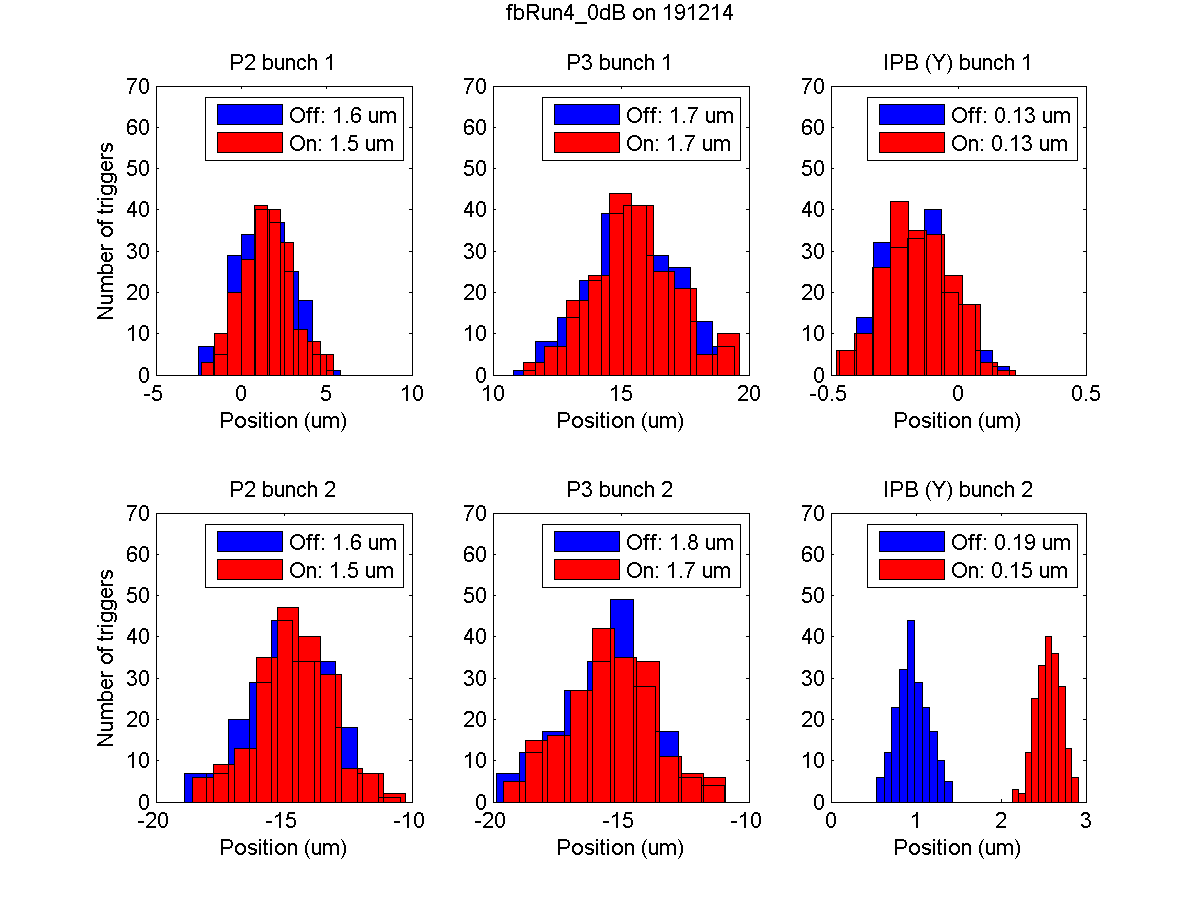 fbRun4_0dB on 191214
P2 bunch 1
P3 bunch 1
IPB (Y) bunch 1
70
60
50
40
30
20
10
0
Number of triggers
Off: 1.6 um
On: 1.5 um
-5
0
5
10
Position (um)
70
60
50
40
30
20
10
0
Off: 1.7 um
On: 1.7 um
10
15
20
Position (um)
70
60
50
40
30
20
10
0
Off: 0.13 um
On: 0.13 um
-0.5
0
0.5
Position (um)
P2 bunch 2
P3 bunch 2
IPB (Y) bunch 2
70
60
50
40
30
20
10
0
Number of triggers
Off: 1.6 um
On: 1.5 um
-20
-15
-10
Position (um)
70
60
50
40
30
20
10
0
Off: 1.8 um
On: 1.7 um
-20
-15
-10
Position (um)
70
60
50
40
30
20
10
0
Off: 0.19 um
On: 0.15 um
0
1
2
3
Position (um)